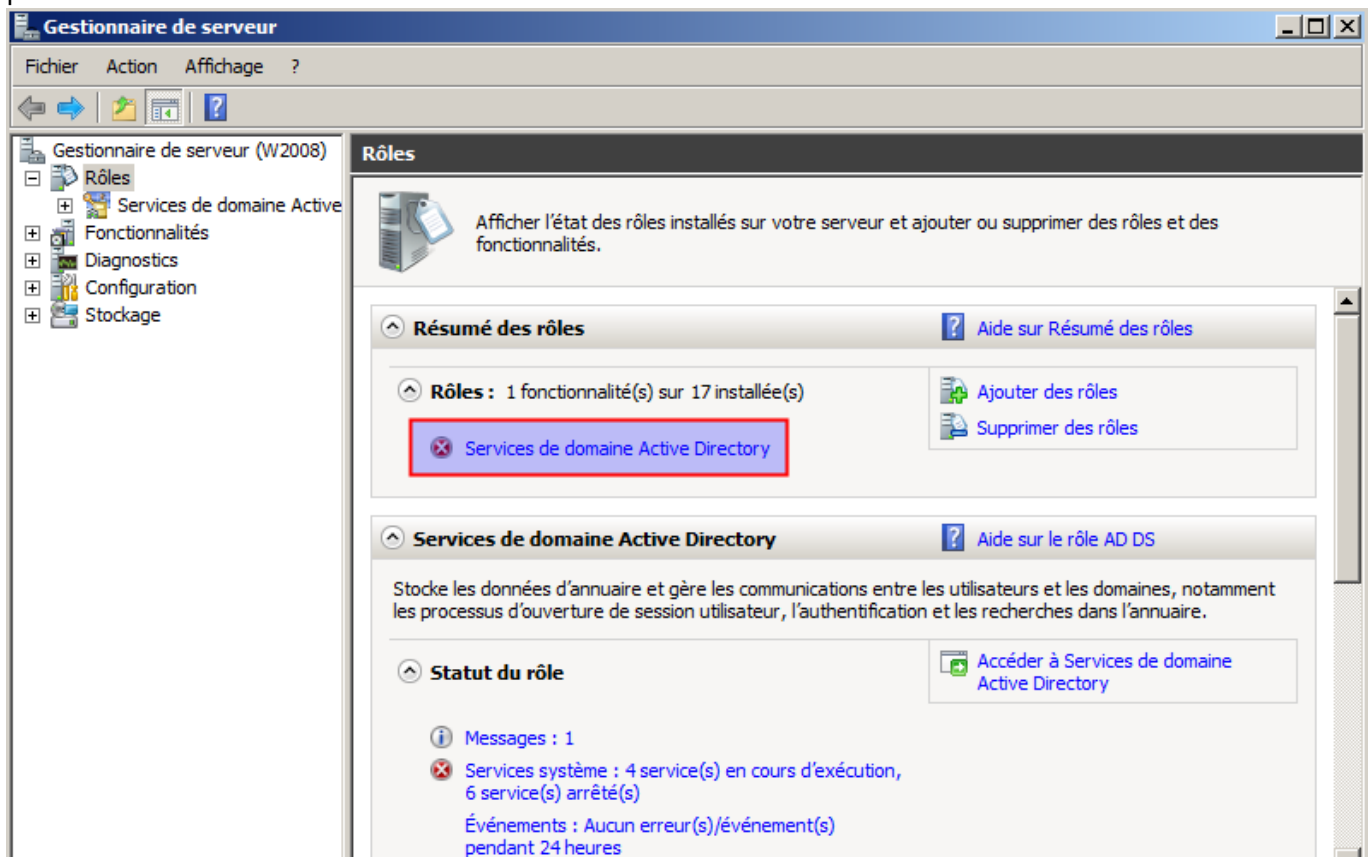 Gestionnaire de serveur
Fichier Action Affichage ?
Gestionnaire de serveur (W2008)
Rôles
Services de domaine Active
Fonctionnalités
Diagnostics
Configuration
Stockage
Rôles
Afficher l'état des rôles installés sur votre serveur et ajouter ou supprimer des rôles et des
fonctionnalités.
Résumé des rôles
Aide sur Résumé des rôles
Rôles : 1 fonctionnalité(s) sur 17 installée(s)
Ajouter des rôles
Supprimer des rôles
Services de domaine Active Directory
Services de domaine Active Directory
Aide sur le rôle AD DS
Stocke les données d'annuaire et gère les communications entre les utilisateurs et les domaines, notamment
les processus d'ouverture de session utilisateur, l'authentification et les recherches dans l'annuaire.
Statut du rôle
Accéder à Services de domaine
Active Directory
Messages : 1
Services système : 4 service(s) en cours d'exécution,
6 service(s) arrêté(s)
Événements : Aucun erreur(s)/événement(s)
pendant 24 heures